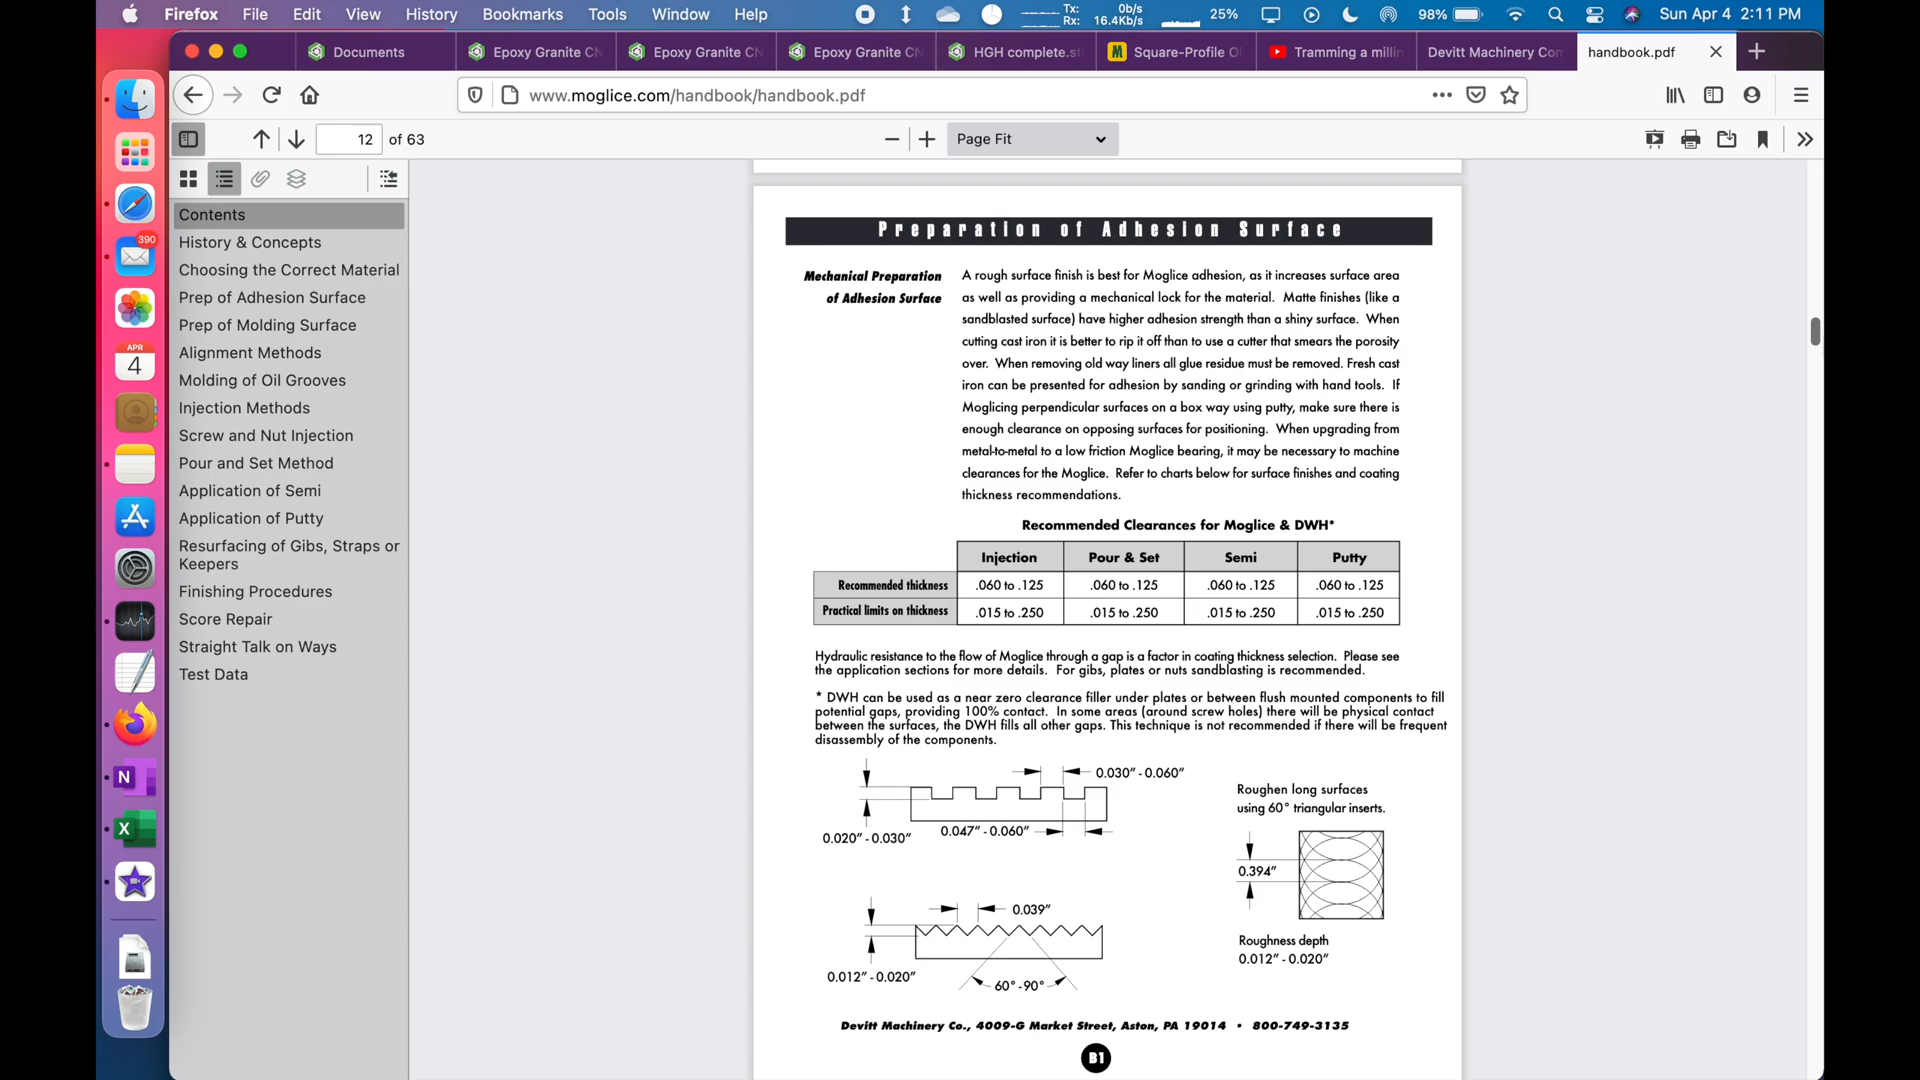 Firefox File Edit View History Bookmarks Tools Window Help
Tx: 0b/s
Rx: 16.4Kb/s
25%
98%
Sun Apr 4 2:11 PM
Documents
Epoxy Granite CN
Epoxy Granite CN
Epoxy Granite CN
HGH complete.st
Square-Profile O
Tramming a millin
Devitt Machinery Com
handbook.pdf
www.moglice.com/handbook/handbook.pdf
12 of 63
Page Fit
390
APR
4
Contents
History & Concepts
Choosing the Correct Material
Prep of Adhesion Surface
Prep of Molding Surface
Alignment Methods
Molding of Oil Grooves
Injection Methods
Screw and Nut Injection
Pour and Set Method
Application of Semi
Application of Putty
Resurfacing of Gibs, Straps or
Keepers
Finishing Procedures
Score Repair
Straight Talk on Ways
Test Data
Preparation of Adhesion Surface
Mechanical Preparation
of Adhesion Surface
A rough surface finish is best for Moglice adhesion, as it increases surface area
as well as providing a mechanical lock for the material. Matte finishes (like a
sandblasted surface) have higher adhesion strength than a shiny surface. When
cutting cast iron it is better to rip it off than to use a cutter that smears the porosity
over. When removing old way liners all glue residue must be removed. Fresh cast
iron can be presented for adhesion by sanding or grinding with hand tools. If
Moglicing perpendicular surfaces on a box way using putty, make sure there is
enough clearance on opposing surfaces for positioning. When upgrading from
metal-to-metal to a low friction Moglice bearing, it may be necessary to machine
clearances for the Moglice. Refer to charts below for surface finishes and coating
thickness recommendations.
Recommended Clearances for Moglice & DWH*
Injection Pour & Set Semi Putty
Recommended thickness .060 to .125 .060 to .125 .060 to .125 .060 to .125
Practical limits on thickness .015 to .250 .015 to .250 .015 to .250 .015 to .250
Hydraulic resistance to the flow of Moglice through a gap is a factor in coating thickness selection. Please see
the application sections for more details. For gibs, plates or nuts sandblasting is recommended.
* DWH can be used as a near zero clearance filler under plates or between flush mounted components to fill
potential gaps, providing 100% contact. In some areas (around screw holes) there will be physical contact
between the surfaces, the DWH fills all other gaps. This technique is not recommended if there will be frequent
disassembly of the components.
0.030" - 0.060"
0.020" - 0.030"
0.047" - 0.060"
Roughen long surfaces
using 60° triangular inserts.
0.394"
0.039"
Roughness depth
0.012" - 0.020"
0.012" - 0.020"
60° - 90°
Devitt Machinery Co., 4009-G Market Street, Aston, PA 19014 • 800-749-3135
B1
N
X